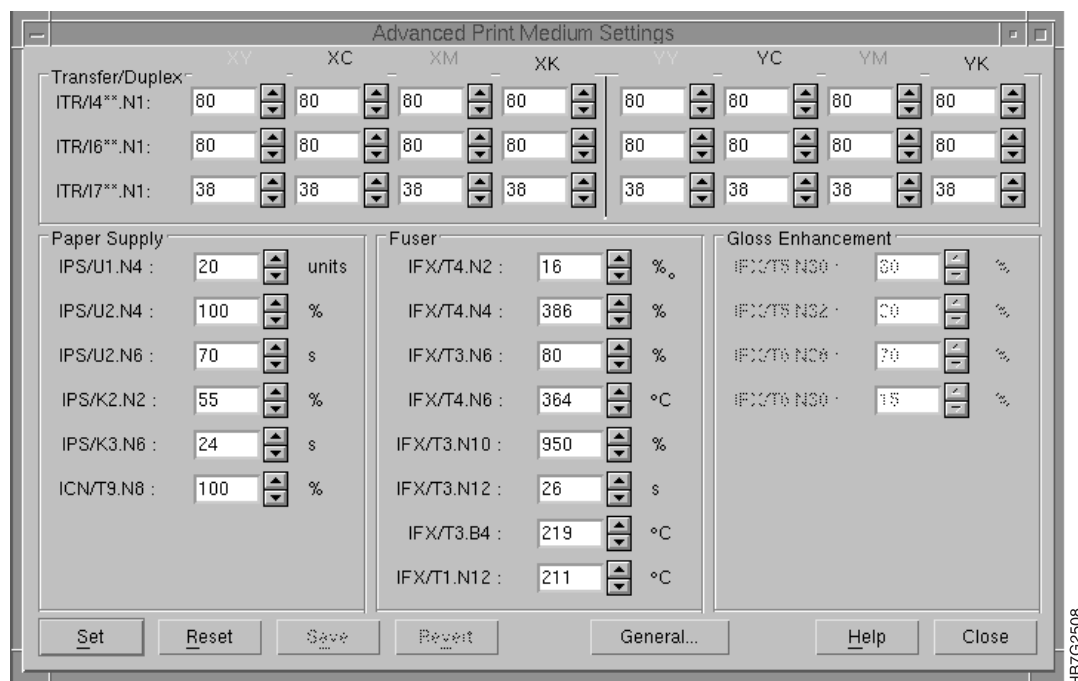 Advanced Print Medium Settings
XY XC XM XK YY YC YM YK
Transfer/Duplex
ITR/I4**.N1: 80 80 80 80 80 80 80 80
ITR/I6**.N1: 80 80 80 80 80 80 80 80
ITR/I7**.N1: 38 38 38 38 38 38 38 38
Paper Supply
IPS/U1.N4 : 20 units
IPS/U2.N4 : 100 %
IPS/U2.N6 : 70 s
IPS/K2.N2 : 55 %
IPS/K3.N6 : 24 s
ICN/T9.N8 : 100 %
Fuser
IFX/T4.N2 : 16 %o
IFX/T4.N4 : 386 %
IFX/T3.N6 : 80 %
IFX/T4.N6 : 364 °C
IFX/T3.N10 : 950 %
IFX/T3.N12 : 26 s
IFX/T3.B4 : 219 °C
IFX/T1.N12 : 211 °C
Gloss Enhancement
15
Set Reset Save Revert General... Help Close
HB7G2508